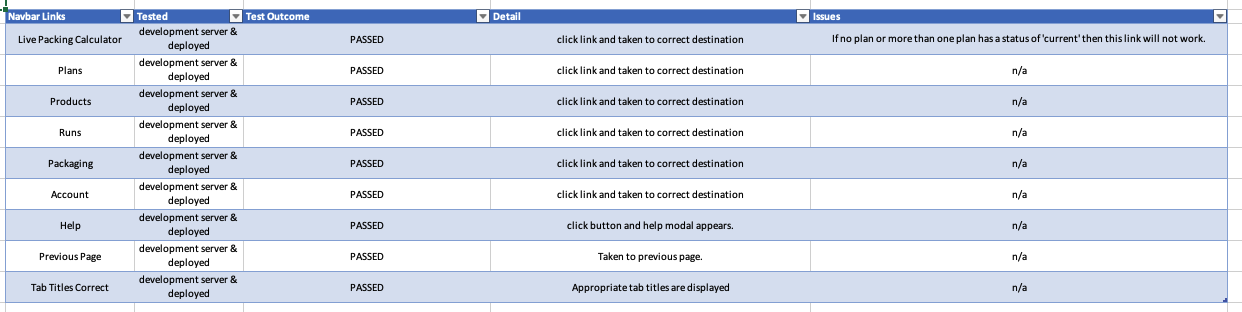 Navbar Links Tested Test Outcome Detail Issues
Live Packing Calculator development server & deployed PASSED click link and taken to correct destination If no plan or more than one plan has a status of 'current' then this link will not work.
Plans development server & deployed PASSED click link and taken to correct destination n/a
Products development server & deployed PASSED click link and taken to correct destination n/a
Runs development server & deployed PASSED click link and taken to correct destination n/a
Packaging development server & deployed PASSED click link and taken to correct destination n/a
Account development server & deployed PASSED click link and taken to correct destination n/a
Help development server & deployed PASSED click button and help modal appears. n/a
Previous Page development server & deployed PASSED Taken to previous page. n/a
Tab Titles Correct development server & deployed PASSED Appropriate tab titles are displayed n/a